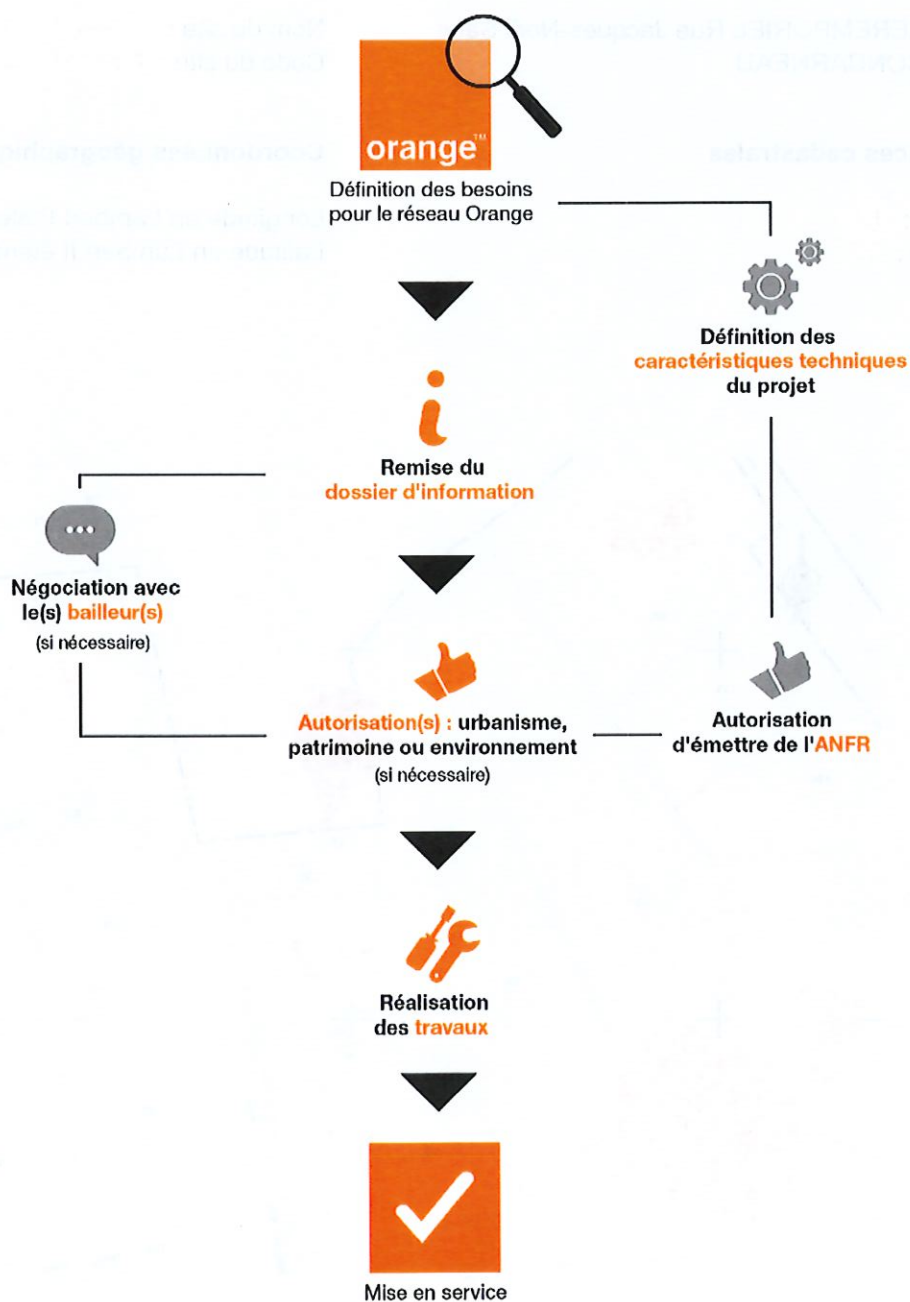 orange™
Définition des besoins
pour le réseau Orange
Définition des
caractéristiques techniques
du projet
Remise du
dossier d'information
Négociation avec
le(s) bailleur(s)
(si nécessaire)
Autorisation(s) : urbanisme,
patrimoine ou environnement
(si nécessaire)
Autorisation
d'émettre de l'ANFR
Réalisation
des travaux
Mise en service